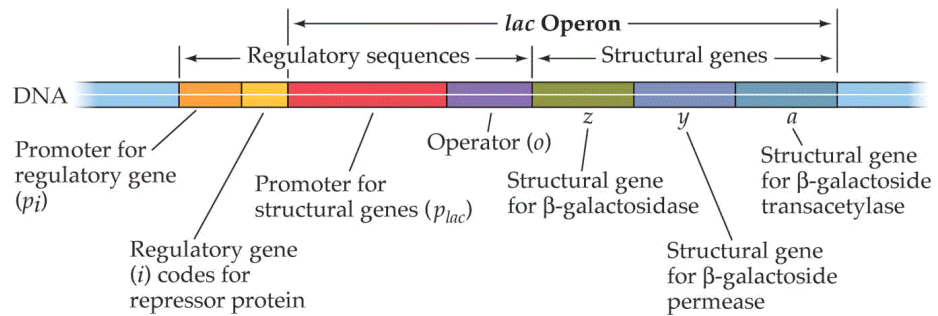 lac Operon
Regulatory sequences
Structural genes
DNA
z
y
a
Promoter for
regulatory gene
(pi)
Regulatory gene
(i) codes for
repressor protein
Promoter for
structural genes (plac)
Operator (o)
Structural gene
for β-galactosidase
Structural gene
for β-galactoside
permease
Structural gene
for β-galactoside
transacetylase